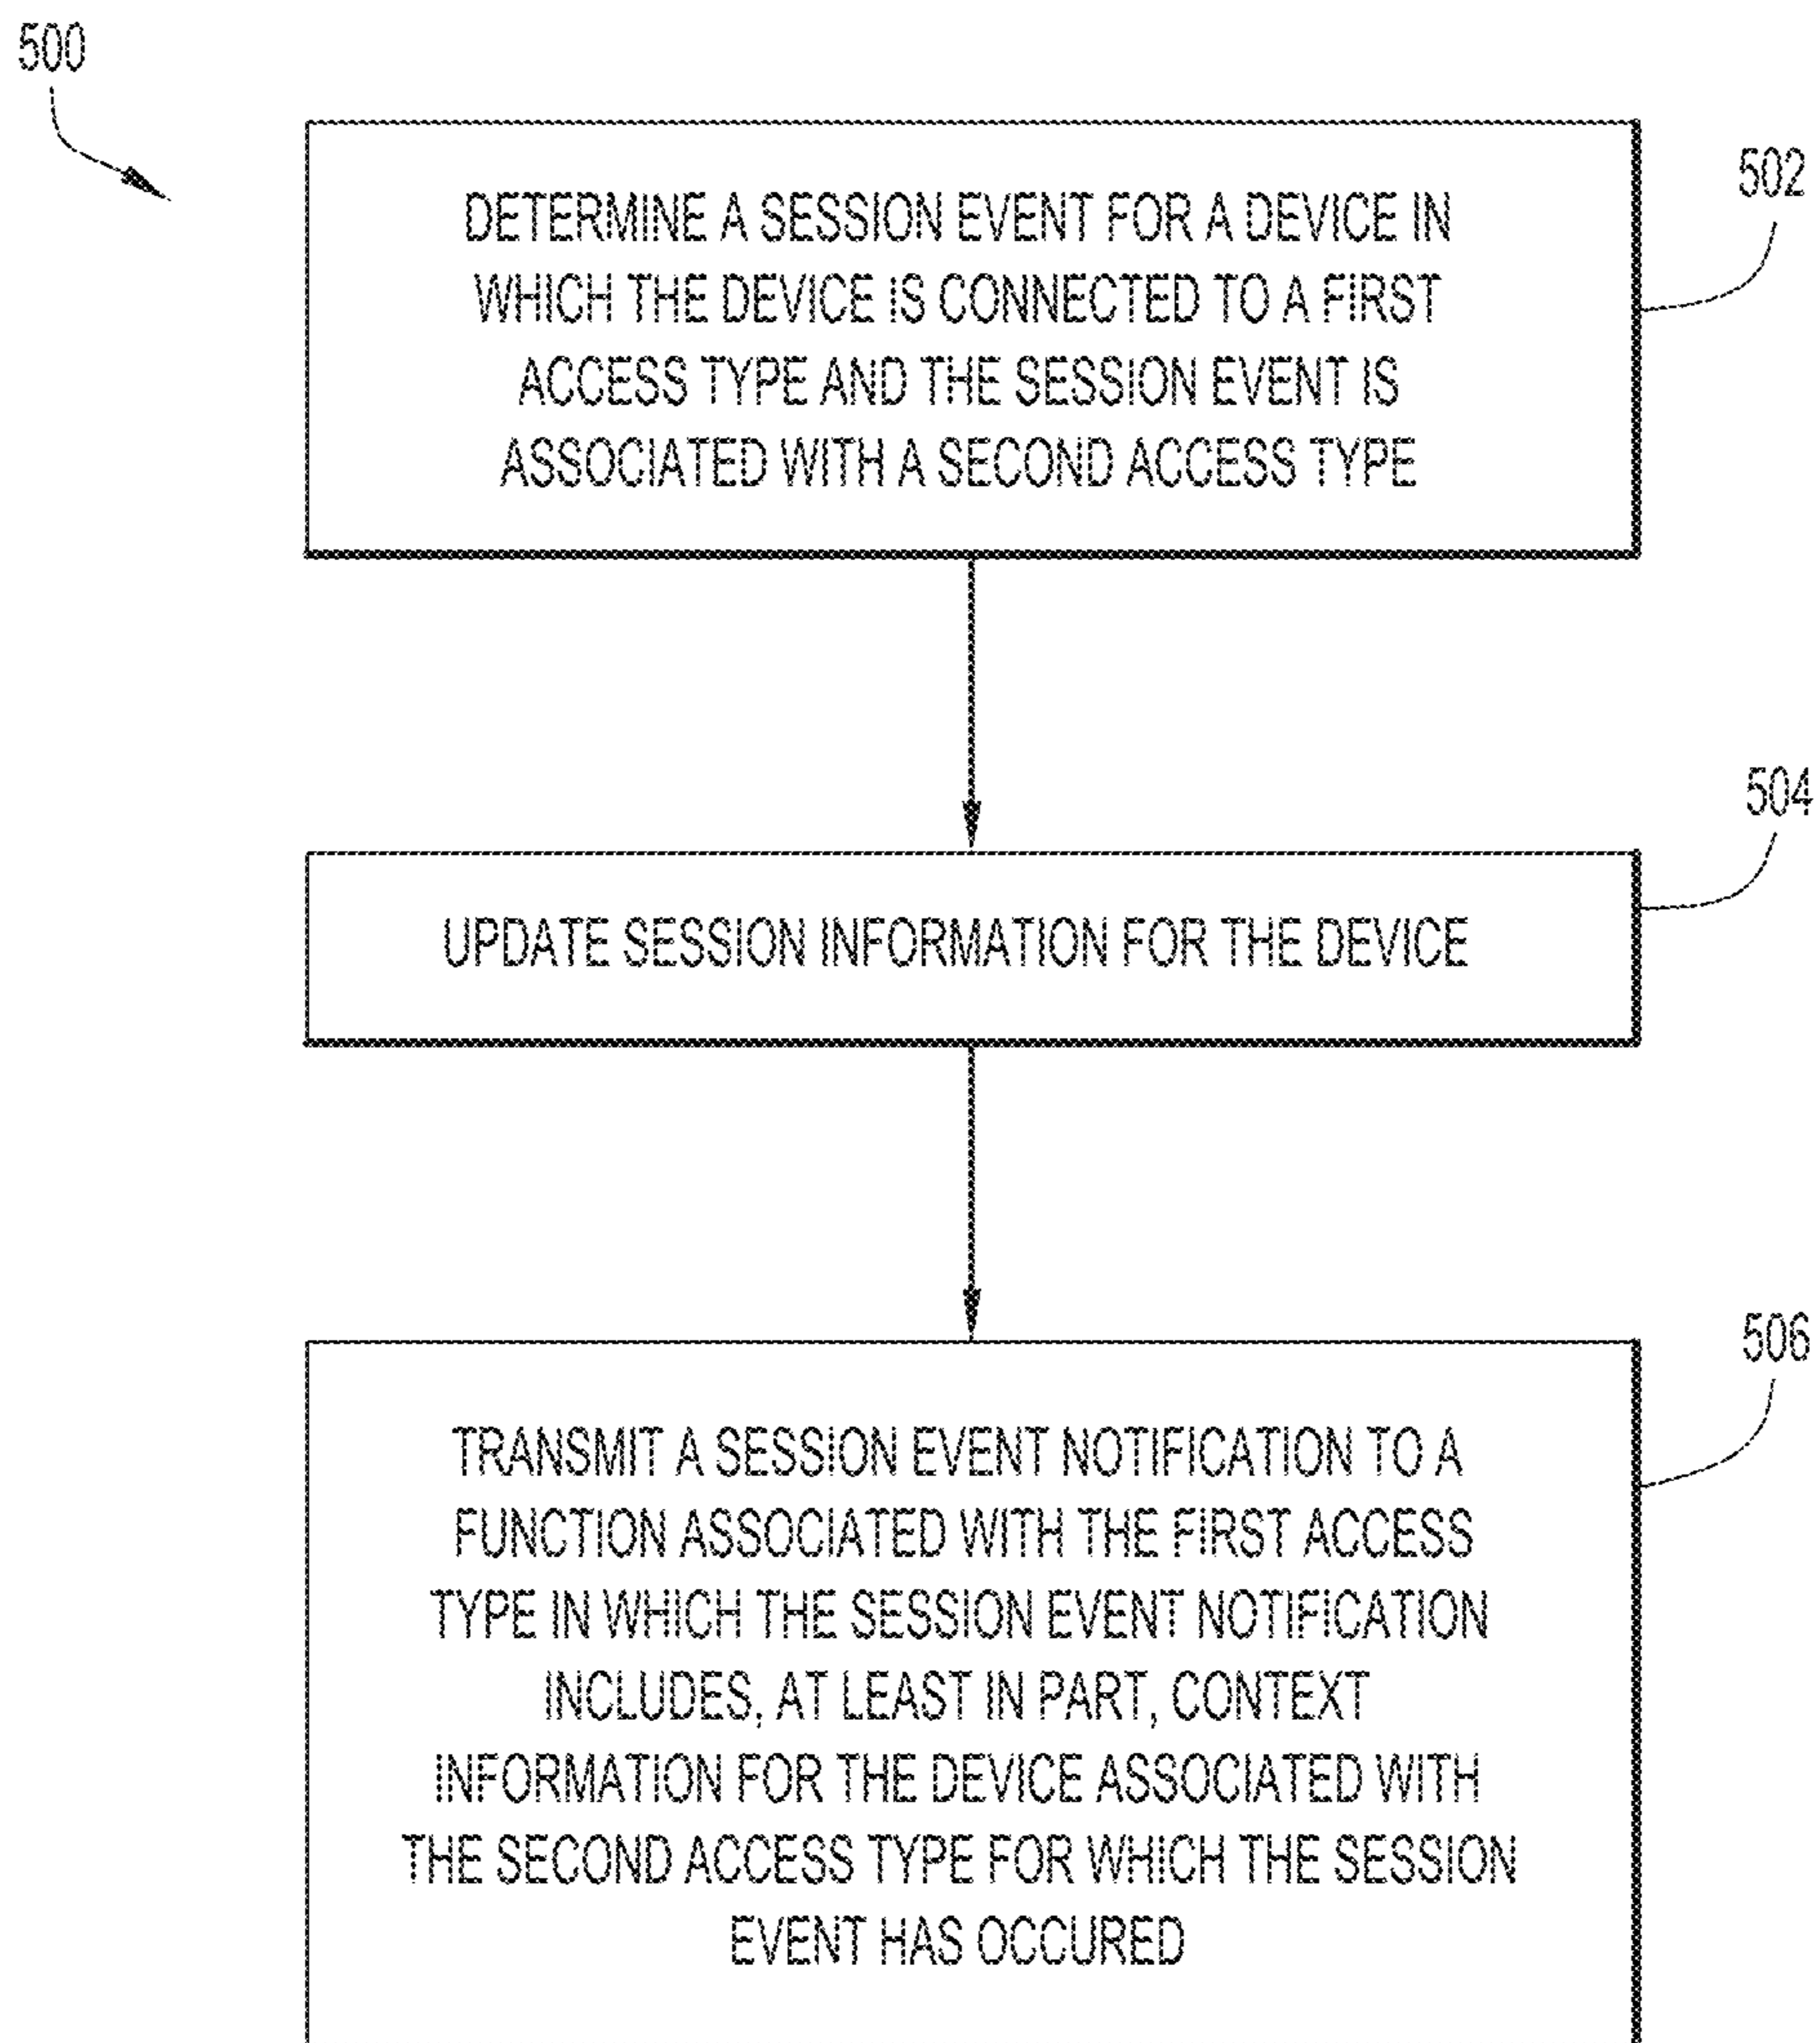 500
502
DETERMINE A SESSION EVENT FOR A DEVICE IN
WHICH THE DEVICE IS CONNECTED TO A FIRST
ACCESS TYPE AND THE SESSION EVENT IS
ASSOCIATED WITH A SECOND ACCESS TYPE
504
UPDATE SESSION INFORMATION FOR THE DEVICE
506
TRANSMIT A SESSION EVENT NOTIFICATION TO A
FUNCTION ASSOCIATED WITH THE FIRST ACCESS
TYPE IN WHICH THE SESSION EVENT NOTIFICATION
INCLUDES, AT LEAST IN PART, CONTEXT
INFORMATION FOR THE DEVICE ASSOCIATED WITH
THE SECOND ACCESS TYPE FOR WHICH THE SESSION
EVENT HAS OCCURED